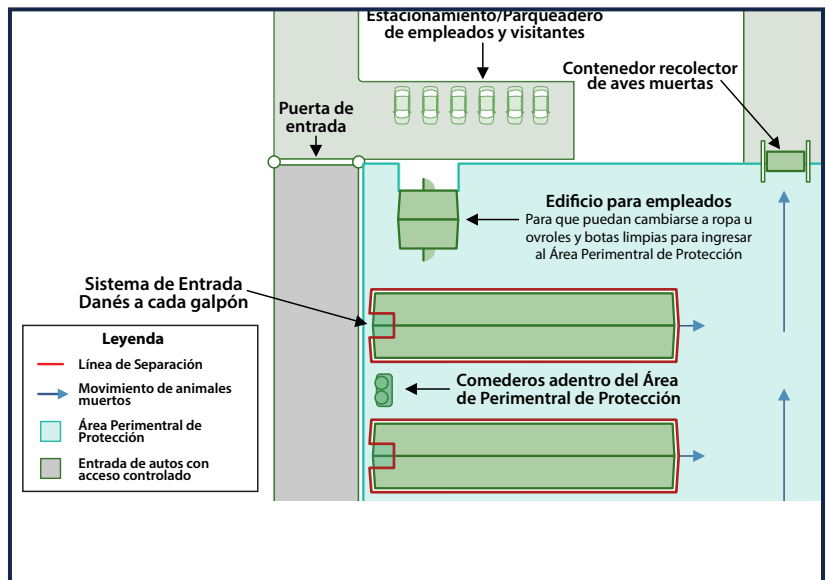 Estacionamiento/Parqueadero
de empleados y visitantes
Contenedor recolector
de aves muertas
Puerta de
entrada
Edificio para empleados
Para que puedan cambiarse a ropa u
ovroles y botas limpias para ingresar
al Área Perimentral de Protección
Sistema de Entrada
Danés a cada galpón
Leyenda
Línea de Separación
Movimiento de animales
muertos
Área Perimentral de
Protección
Entrada de autos con
acceso controlado
Comederos adentro del Área
de Perimentral de Protección